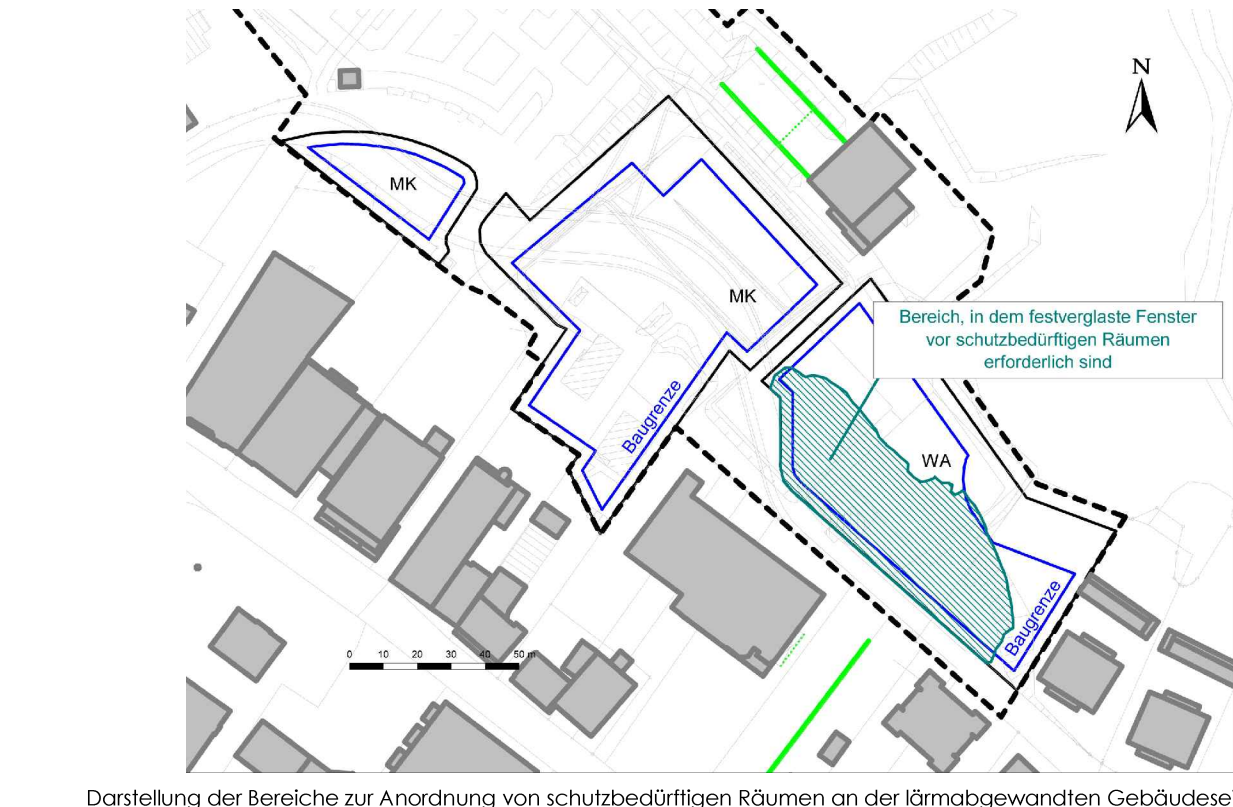 N
MK
MK
Bereich, in dem festverglaste Fenster
vor schutzbedürftigen Räumen
erforderlich sind
Baugrenze
WA
Baugrenze
0 10 20 30 40 50 m
Darstellung der Bereiche zur Anordnung von schutzbedürftigen Räumen an der lärmabgewandten